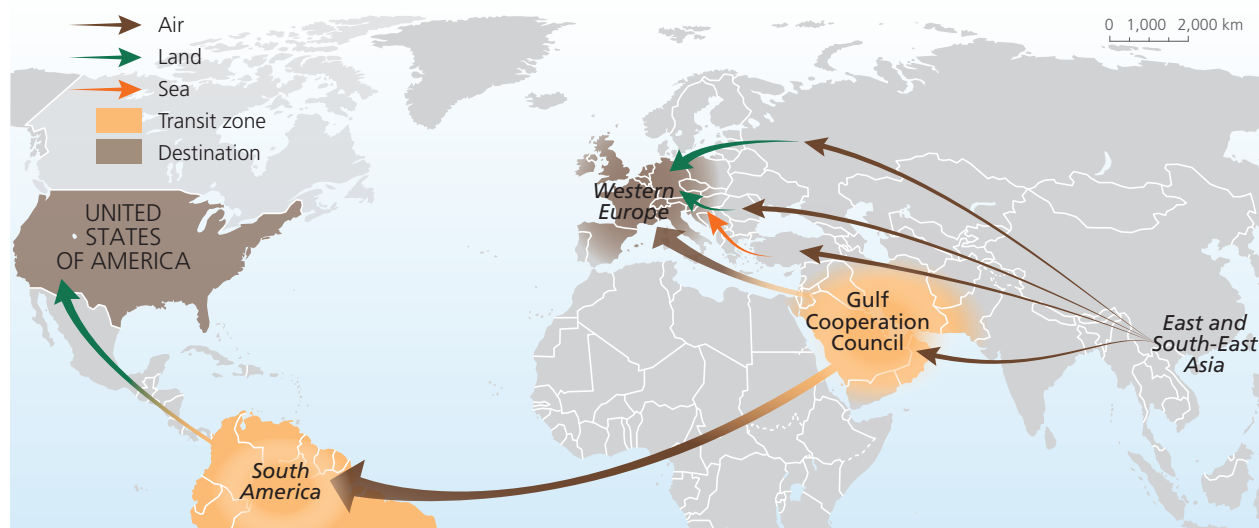 Air
Land
Sea
Transit zone
Destination
0 1,000 2,000 km
UNITED
STATES
OF AMERICA
Western
Europe
Gulf
Cooperation
Council
East and
South-East
Asia
South
America